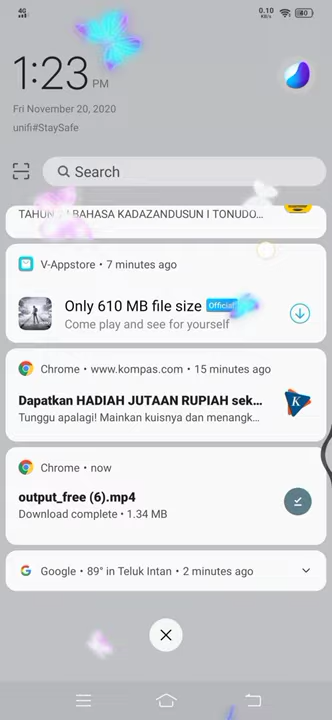 4G
0.10
KB/s
80
1:23 PM
Fri November 20, 2020
unifi#StaySafe
Search
BAHASA KADAZANDUSUN I TONUDO...
V-Appstore • 7 minutes ago
Only 610 MB file size Official
Come play and see for yourself
Chrome • www.kompas.com • 15 minutes ago
Dapatkan HADIAH JUTAAN RUPIAH sek...
Tunggu apalagi! Mainkan kuisnya dan menangk...
K
Chrome • now
output_free (6).mp4
Download complete • 1.34 MB
G
Google • 89° in Teluk Intan • 2 minutes ago